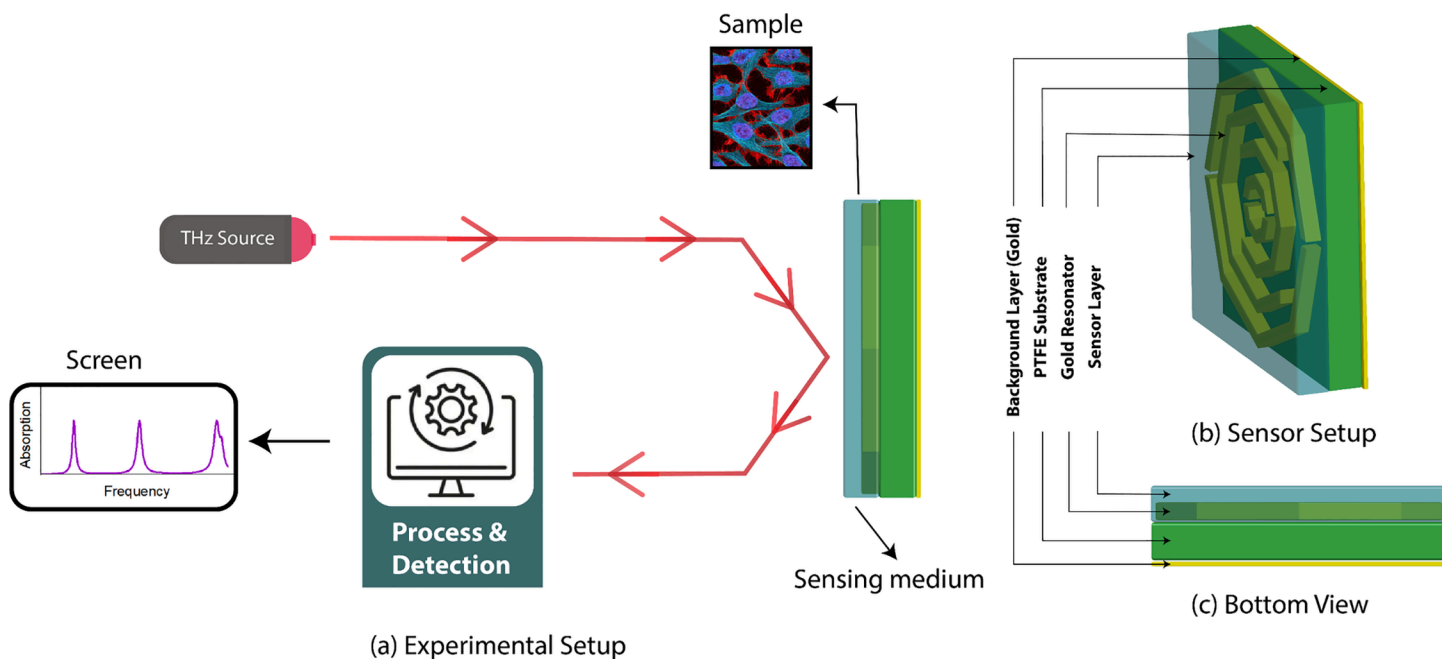 Sample
THz Source
Screen
Absorption
Frequency
Process &
Detection
Sensing medium
(a) Experimental Setup
Background Layer (Gold)
PTFE Substrate
Gold Resonator
Sensor Layer
(b) Sensor Setup
(c) Bottom View